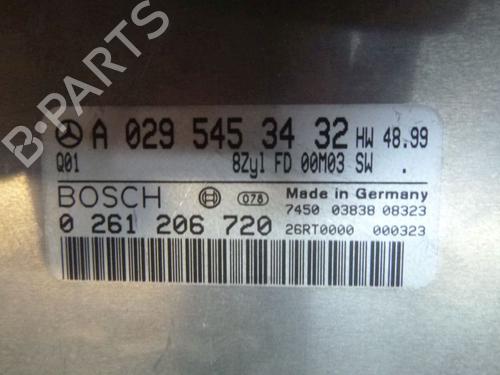 A 029 545 34 32 HW 48.99
Q01 8Zyl FD 00M03 SW .
BOSCH 078 Made in Germany
7450 03838 08323
0 261 206 720 26RT0000 000323
B-PARTS